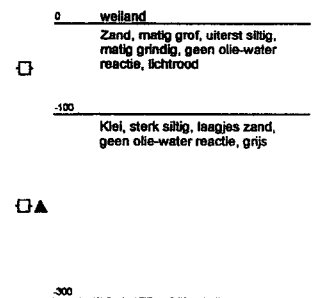 0 weiland
Zand, matig grof, uiterst siltig,
matig grindig, geen olie-water
reactie, lichtrood
-100
Klei, sterk siltig, laagjes zand,
geen olie-water reactie, grijs
-300